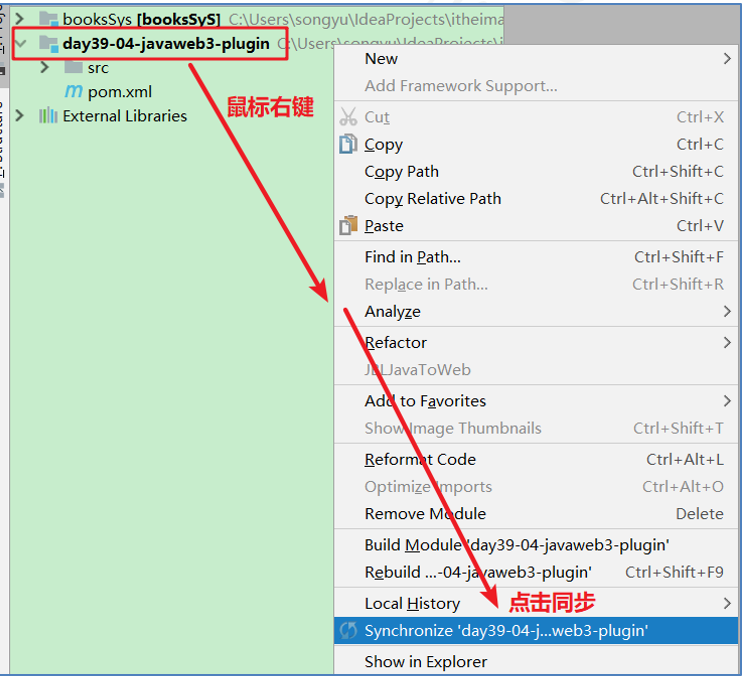 booksSys [booksSyS] C:\Users\songyu\IdeaProjects\itheima
day39-04-javaweb3-plugin C:\Users\songyu\IdeaProjects\i
src
pom.xml
External Libraries
鼠标右键
New
Add Framework Support...
Cut Ctrl+X
Copy Ctrl+C
Copy Path Ctrl+Shift+C
Copy Relative Path Ctrl+Alt+Shift+C
Paste Ctrl+V
Find in Path... Ctrl+Shift+F
Replace in Path... Ctrl+Shift+R
Analyze
Refactor
JBLJavaToWeb
Add to Favorites
Show Image Thumbnails Ctrl+Shift+T
Reformat Code Ctrl+Alt+L
Optimize Imports Ctrl+Alt+O
Remove Module Delete
Build Module 'day39-04-javaweb3-plugin'
Rebuild ...-04-javaweb3-plugin' Ctrl+Shift+F9
Local History
点击同步
Synchronize 'day39-04-j...web3-plugin'
Show in Explorer